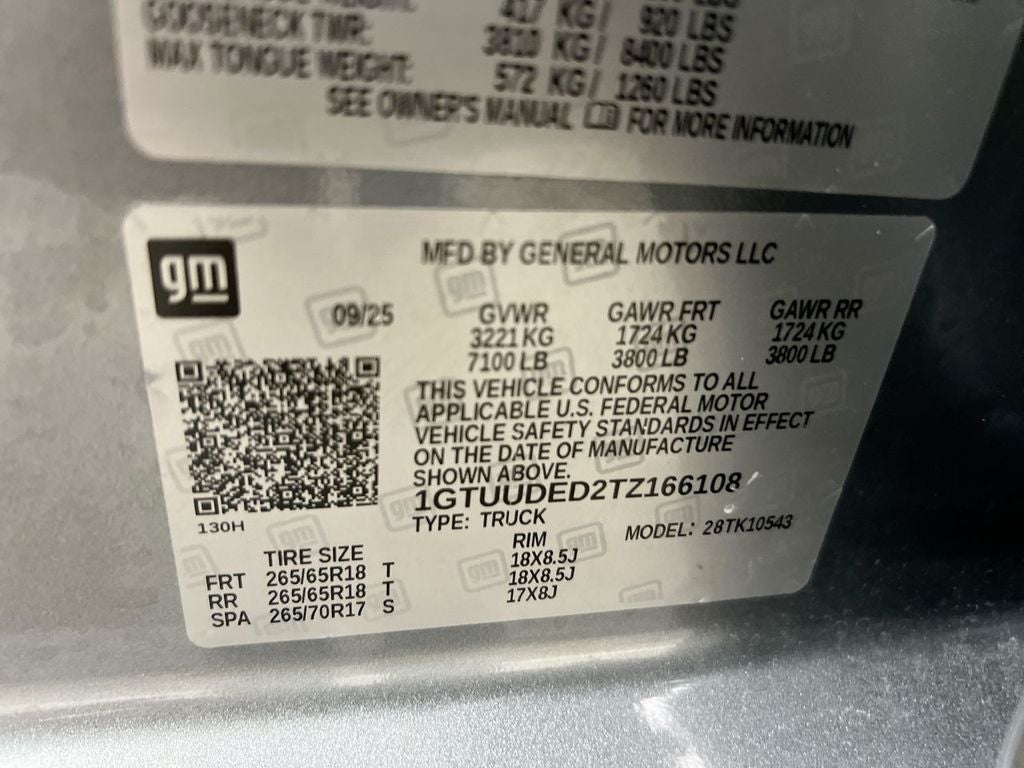 417 KG/ 920 LBS
GOOSENECK TWR: 3810 KG/ 8400 LBS
MAX TONGUE WEIGHT: 572 KG/ 1260 LBS
SEE OWNER'S MANUAL FOR MORE INFORMATION
gm
MFD BY GENERAL MOTORS LLC
09/25 GVWR GAWR FRT GAWR RR
3221 KG 1724 KG 1724 KG
7100 LB 3800 LB 3800 LB
THIS VEHICLE CONFORMS TO ALL
APPLICABLE U.S. FEDERAL MOTOR
VEHICLE SAFETY STANDARDS IN EFFECT
ON THE DATE OF MANUFACTURE
SHOWN ABOVE.
1GTUUDED2TZ166108
130H
TYPE: TRUCK MODEL: 28TK10543
TIRE SIZE RIM
FRT 265/65R18 T 18X8.5J
RR 265/65R18 T 18X8.5J
SPA 265/70R17 S 17X8J